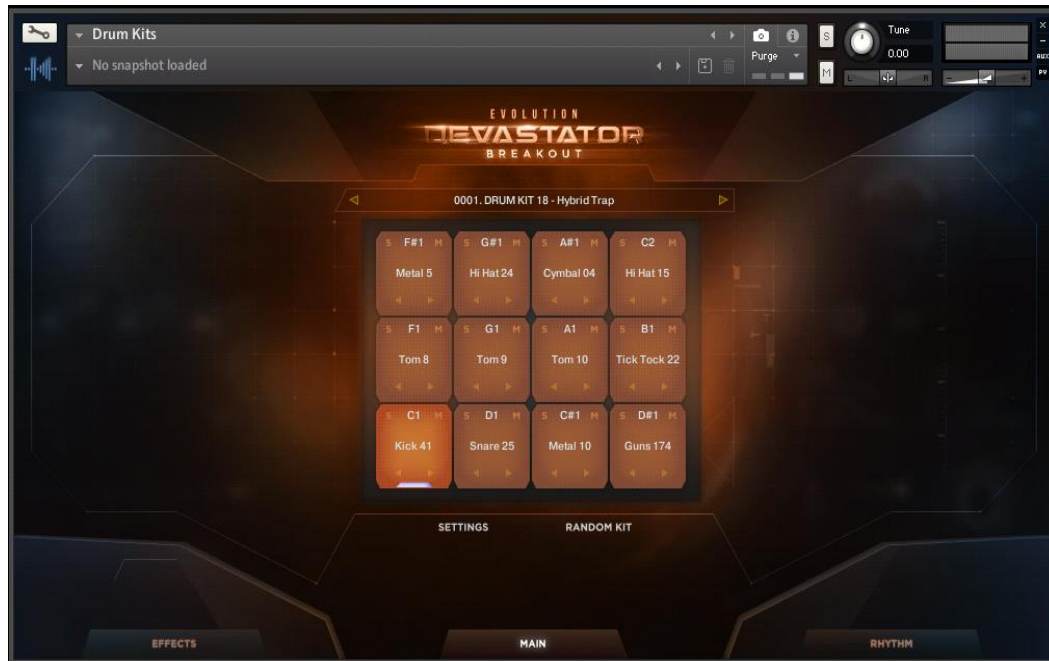 Drum Kits
S
Tune
0.00
×
−
AUX
PV
No snapshot loaded
Purge
M
L R
− +
EVOLUTION
DEVASTATOR
BREAKOUT
0001. DRUM KIT 18 - Hybrid Trap
S F#1 M S G#1 M S A#1 M S C2 M
Metal 5 Hi Hat 24 Cymbal 04 Hi Hat 15
S F1 M S G1 M S A1 M S B1 M
Tom 8 Tom 9 Tom 10 Tick Tock 22
S C1 M S D1 M S C#1 M S D#1 M
Kick 41 Snare 25 Metal 10 Guns 174
SETTINGS RANDOM KIT
EFFECTS MAIN RHYTHM